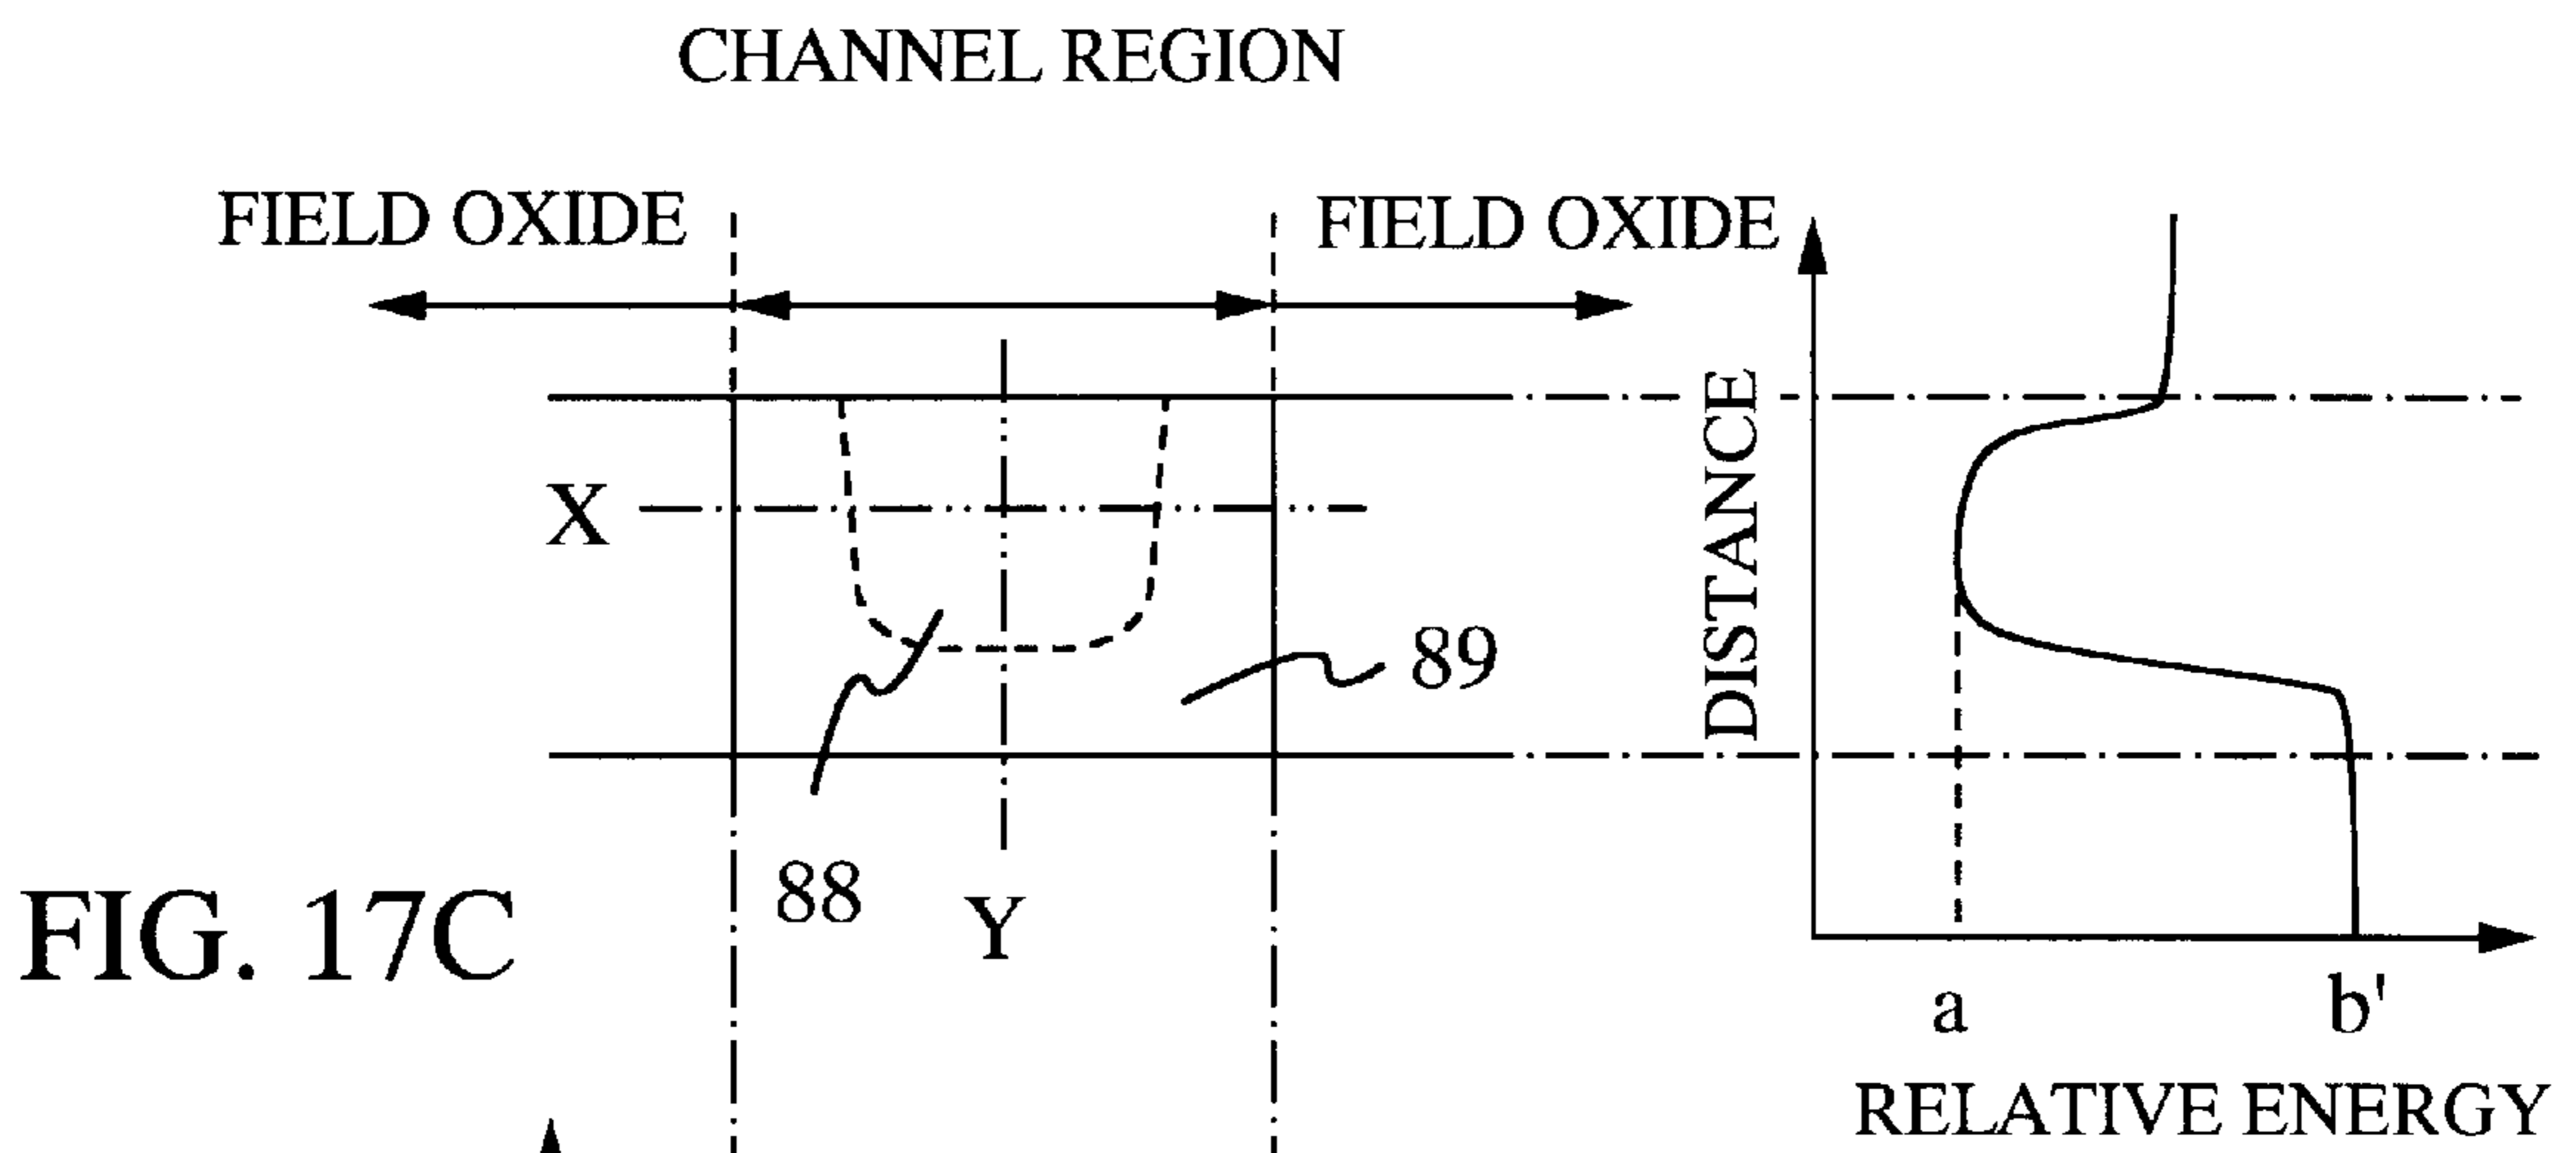 CHANNEL REGION
FIELD OXIDE
FIELD OXIDE
DISTANCE
X
89
88
Y
FIG. 17C
a
b'
RELATIVE ENERGY